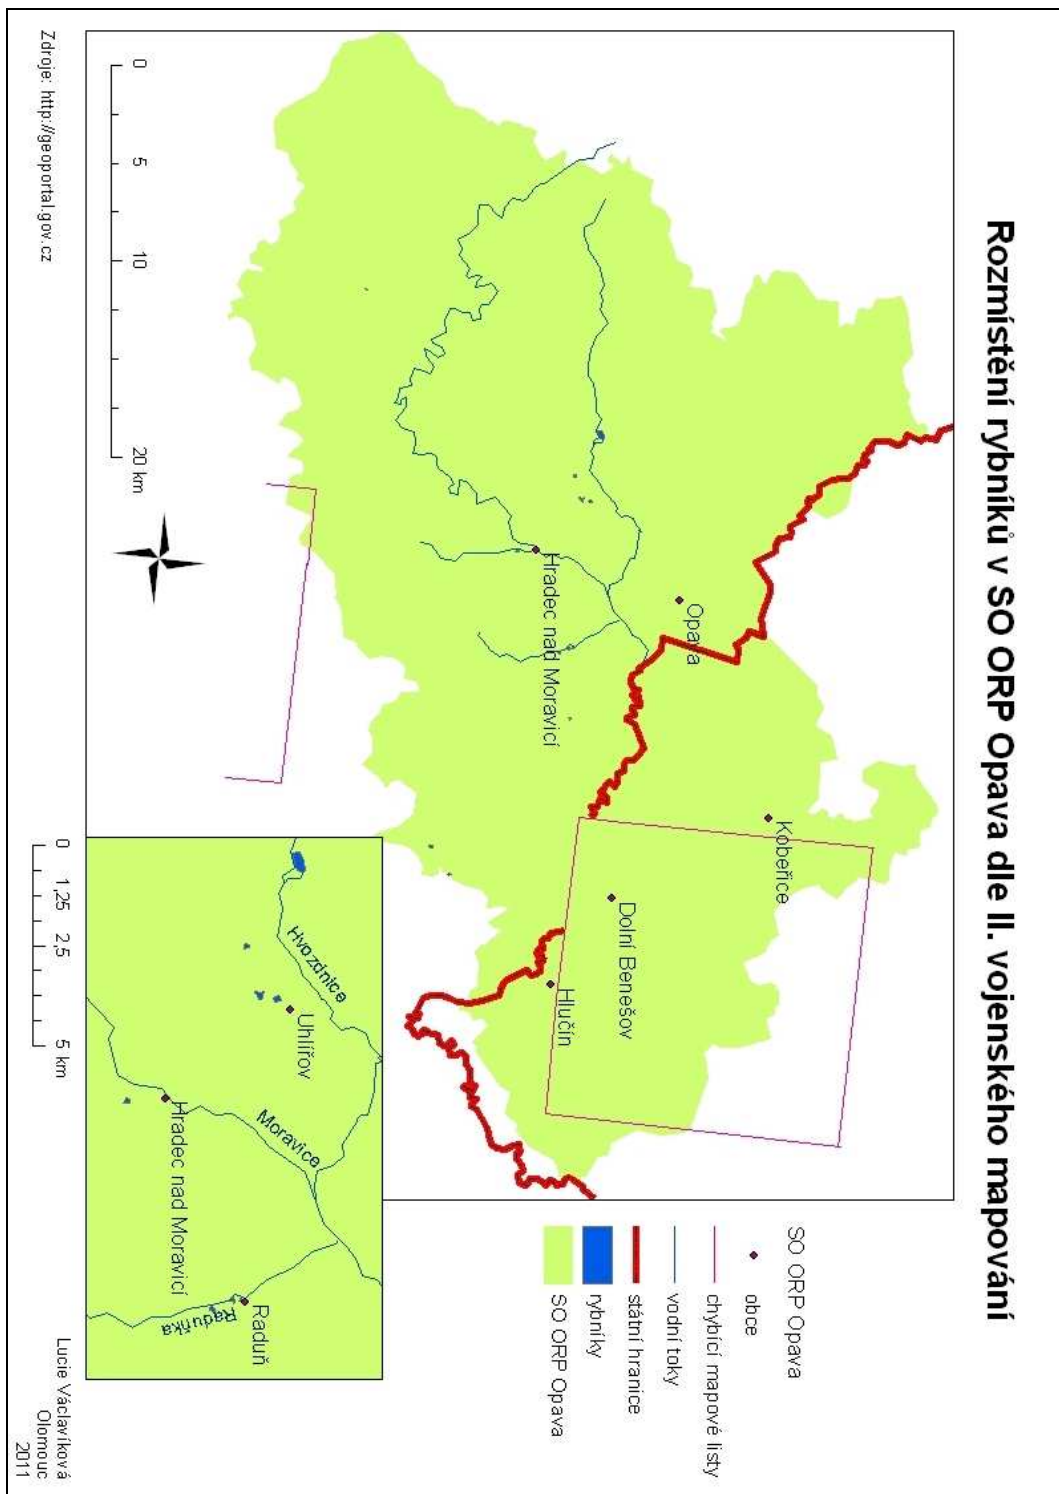 Rozmístění rybníků v SO ORP Opava dle II. vojenského mapování
Opava
Kobeřice
Hradec nad Moravicí
Dolní Benešov
Hlučín
SO ORP Opava
obce
chybící mapové listy
vodní toky
státní hranice
rybníky
SO ORP Opava
0 5 10 20 km
Hvozdnice
Uhlířov
Moravice
Hradec nad Moravicí
Raduň
Raduňka
0 1,25 2,5 5 km
Zdroje: http://geoportal.gov.cz
Lucie Václavíková
Olomouc
2011